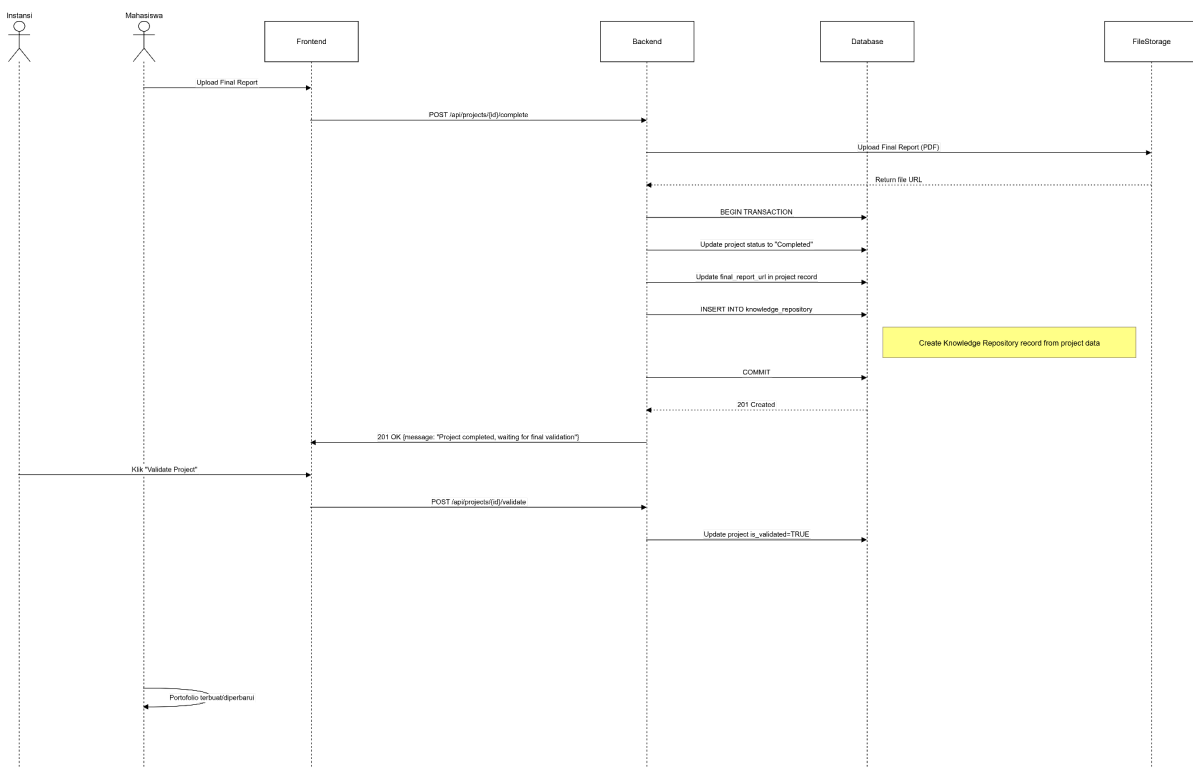 Instansi
Mahasiswa
Frontend
Backend
Database
FileStorage
Upload Final Report
POST /api/projects/{id}/complete
Upload Final Report (PDF)
Return file URL
BEGIN TRANSACTION
Update project status to "Completed"
Update final_report_url in project record
INSERT INTO knowledge_repository
Create Knowledge Repository record from project data
COMMIT
201 Created
201 OK {message: "Project completed, waiting for final validation"}
Klik "Validate Project"
POST /api/projects/{id}/validate
Update project is_validated=TRUE
Portofolio terbuat/diperbarui